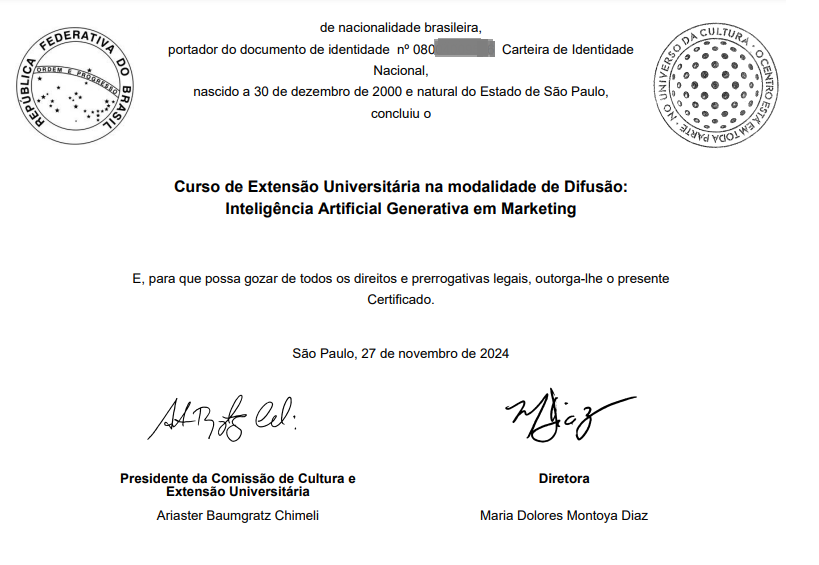 REPÚBLICA FEDERATIVA DO BRASIL
ORDEM E PROGRESSO
NO UNIVERSO DA CULTURA - O CENTRO ESTÁ EM TODA PARTE -
de nacionalidade brasileira,
portador do documento de identidade nº 080 Carteira de Identidade
Nacional,
nascido a 30 de dezembro de 2000 e natural do Estado de São Paulo,
concluiu o
Curso de Extensão Universitária na modalidade de Difusão:
Inteligência Artificial Generativa em Marketing
E, para que possa gozar de todos os direitos e prerrogativas legais, outorga-lhe o presente
Certificado.
São Paulo, 27 de novembro de 2024
Presidente da Comissão de Cultura e
Extensão Universitária
Ariaster Baumgratz Chimeli
Diretora
Maria Dolores Montoya Diaz